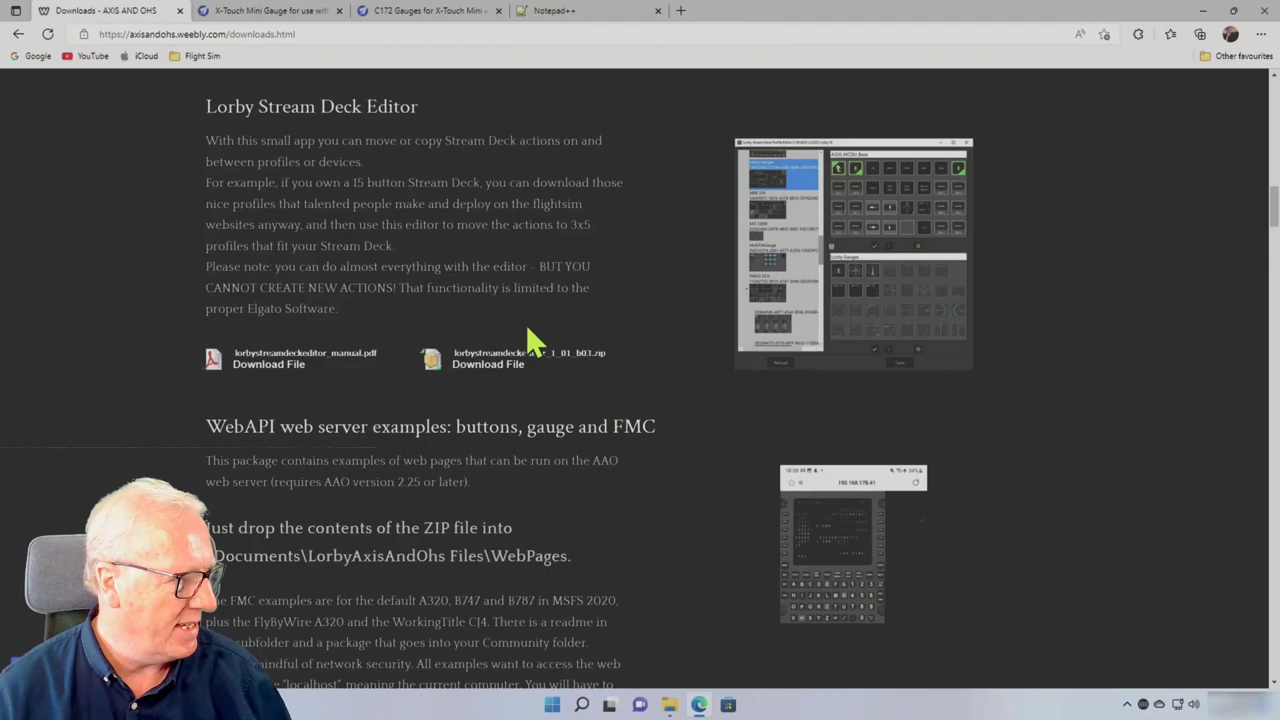 Downloads - AXIS AND OHS
X-Touch Mini Gauge for use with
C172 Gauges for X-Touch Mini
Notepad++
https://axisandohs.weebly.com/downloads.html
Google
YouTube
iCloud
Flight Sim
Other favourites
Lorby Stream Deck Editor
With this small app you can move or copy Stream Deck actions on and
between profiles or devices.
For example, if you own a 15 button Stream Deck, you can download those
nice profiles that talented people make and deploy on the flightsim
websites anyway, and then use this editor to move the actions to 3x5
profiles that fit your Stream Deck.
Please note: you can do almost everything with the editor - BUT YOU
CANNOT CREATE NEW ACTIONS! That functionality is limited to the
proper Elgato Software.
lorbystreamdeckeditor_manual.pdf
Download File
_1_01_b03.zip
Download File
WebAPI web server examples: buttons, gauge and FMC
This package contains examples of web pages that can be run on the AAO
web server (requires AAO version 2.25 or later).
Just drop the contents of the ZIP file into
Documents\LorbyAxisAndOhs Files\WebPages.
FMC examples are for the default A320, B747 and B787 in MSFS 2020,
plus the FlyByWire A320 and the WorkingTitle CJ4. There is a readme in
subfolder and a package that goes into your Community folder.
mindful of network security. All examples want to access the web
"localhost", meaning the current computer. You will have to
18:39
54%
192.168.178.41